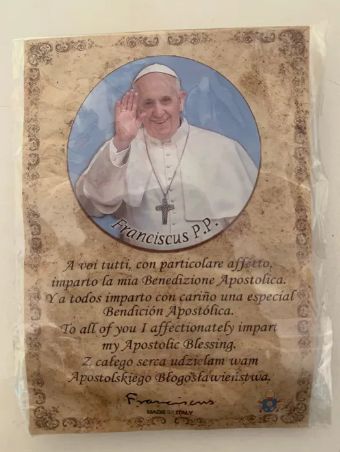 Franciscus P.P.
A voi tutti, con particolare affetto,
imparto la mia Benedizione Apostolica.
Y a todos imparto con cariño una especial
Bendición Apostólica.
To all of you I affectionately impart
my Apostolic Blessing.
Z całego serca udzielam wam
Apostolskiego Błogosławieństwa.
Franciscus
MADE IN ITALY